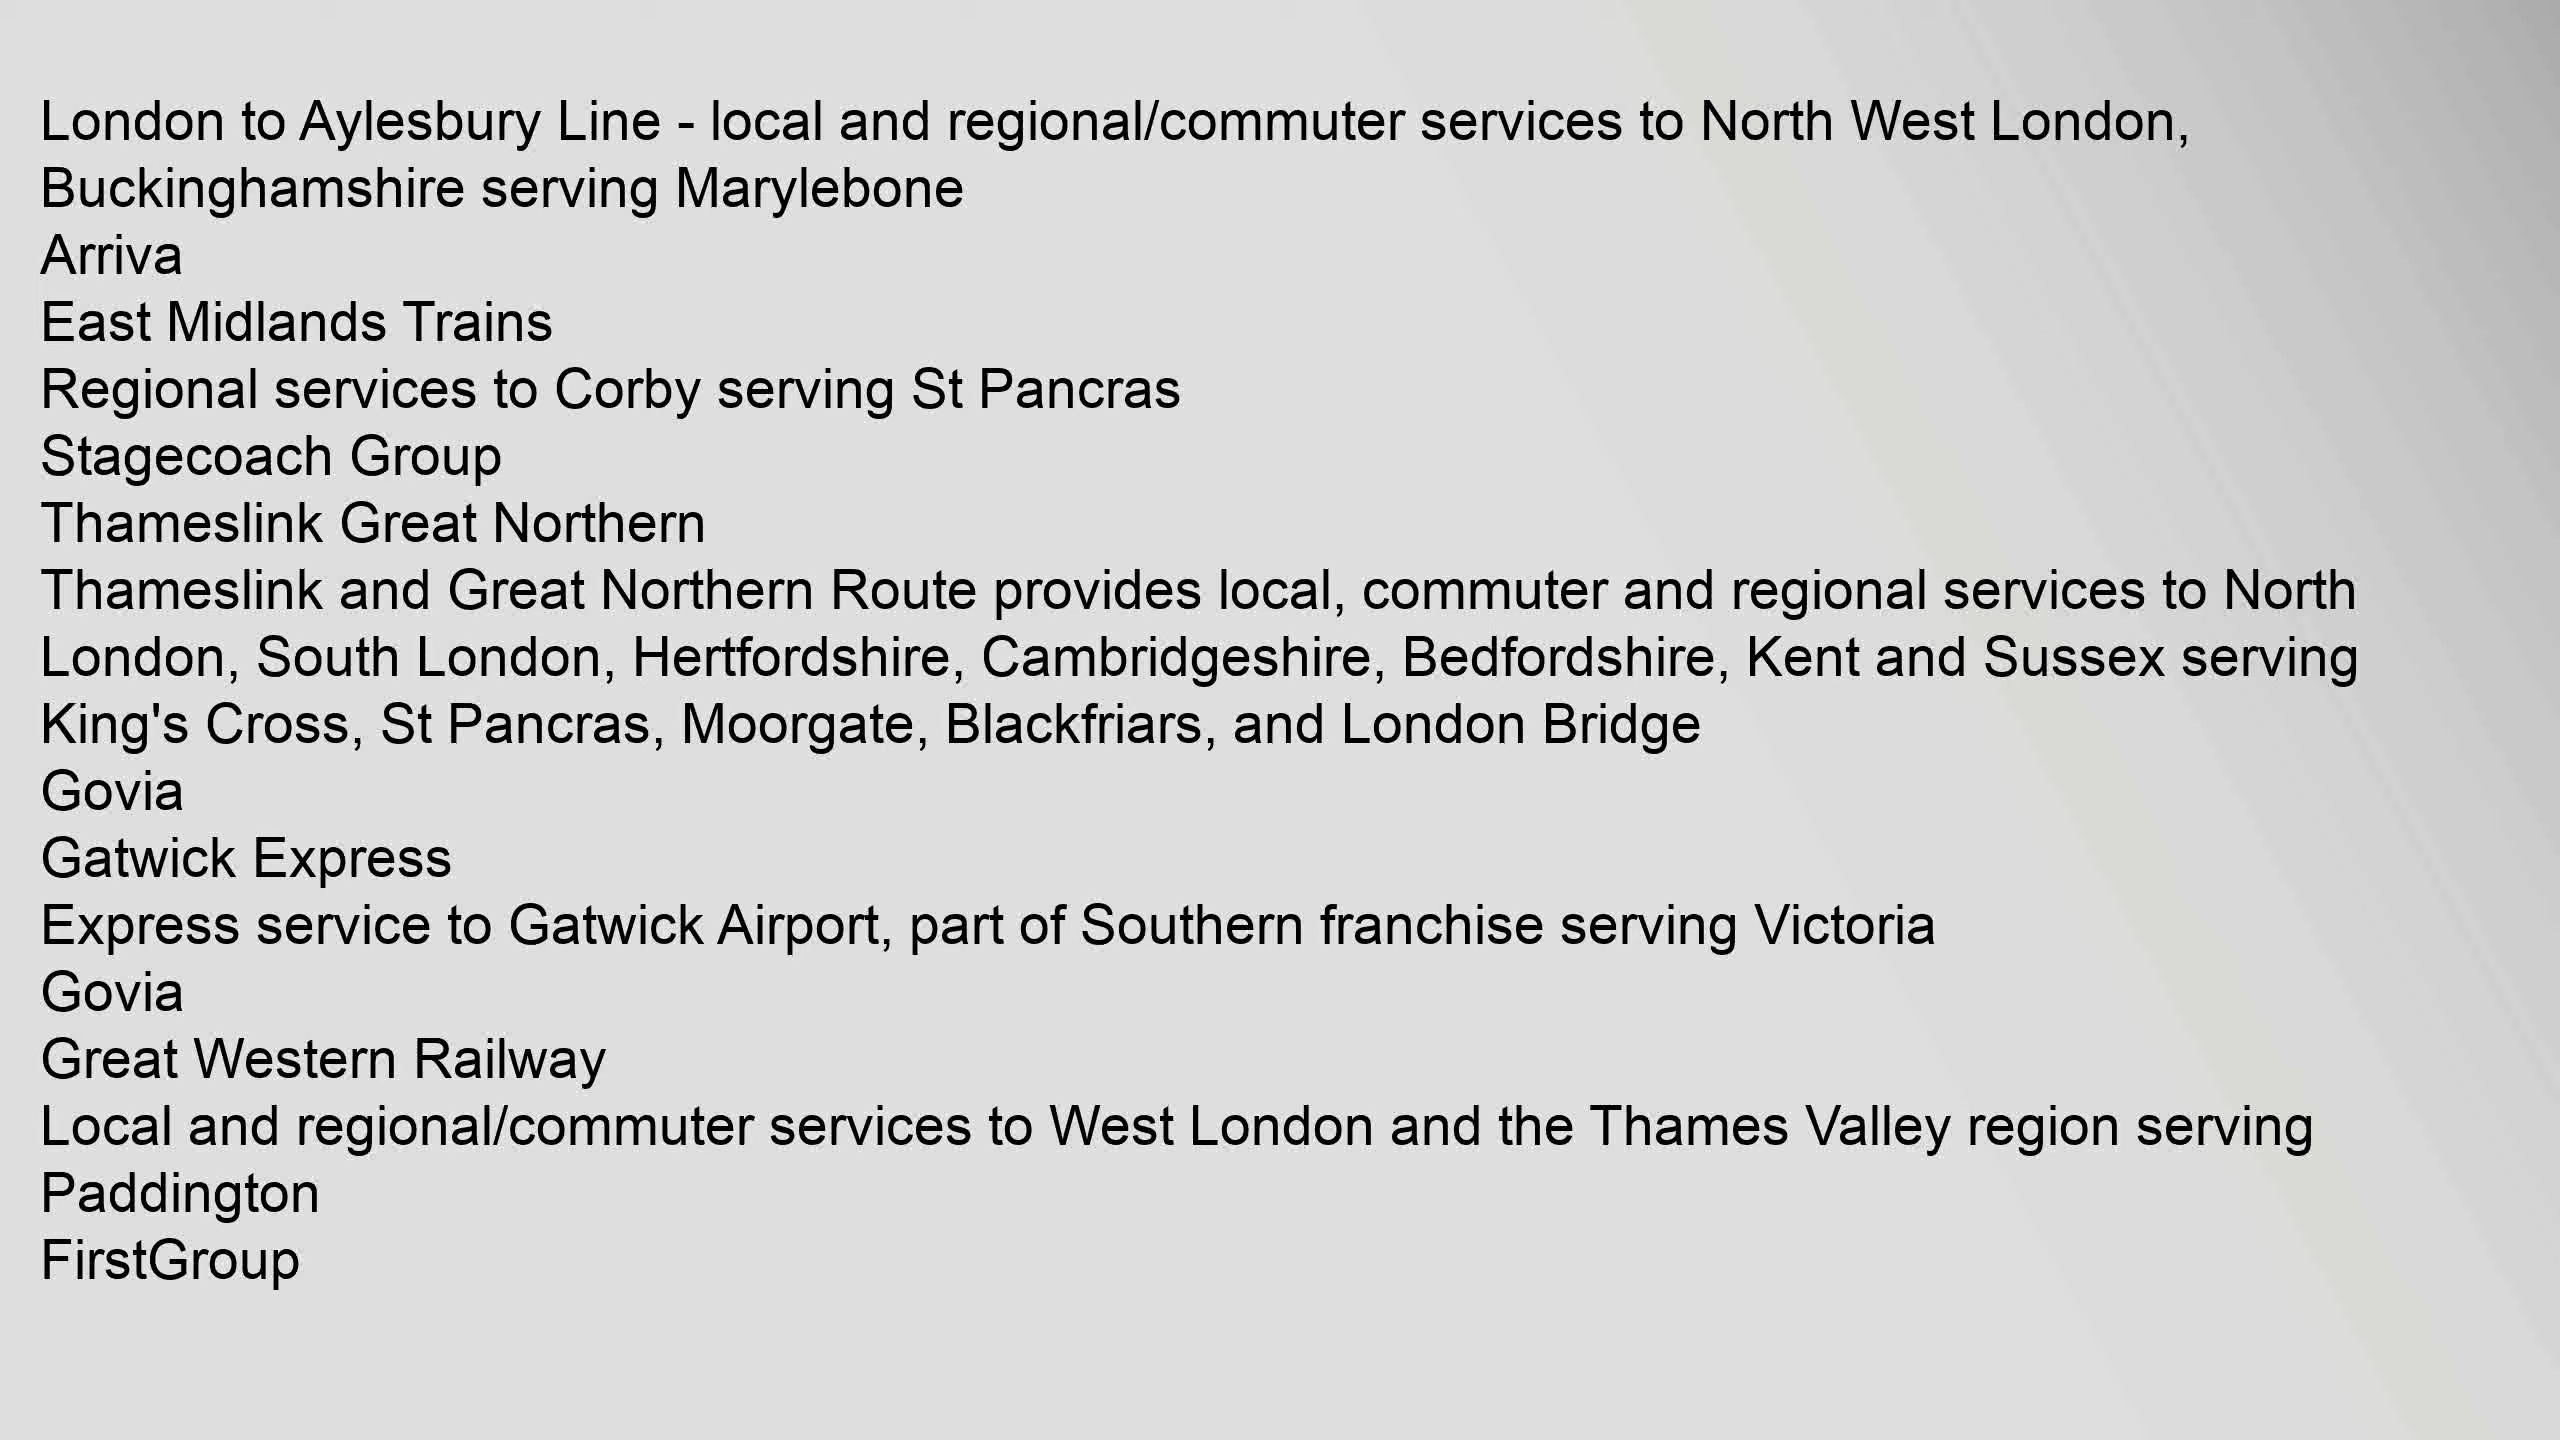 London to Aylesbury Line - local and regional/commuter services to North West London,
Buckinghamshire serving Marylebone
Arriva
East Midlands Trains
Regional services to Corby serving St Pancras
Stagecoach Group
Thameslink Great Northern
Thameslink and Great Northern Route provides local, commuter and regional services to North
London, South London, Hertfordshire, Cambridgeshire, Bedfordshire, Kent and Sussex serving
King's Cross, St Pancras, Moorgate, Blackfriars, and London Bridge
Govia
Gatwick Express
Express service to Gatwick Airport, part of Southern franchise serving Victoria
Govia
Great Western Railway
Local and regional/commuter services to West London and the Thames Valley region serving
Paddington
FirstGroup